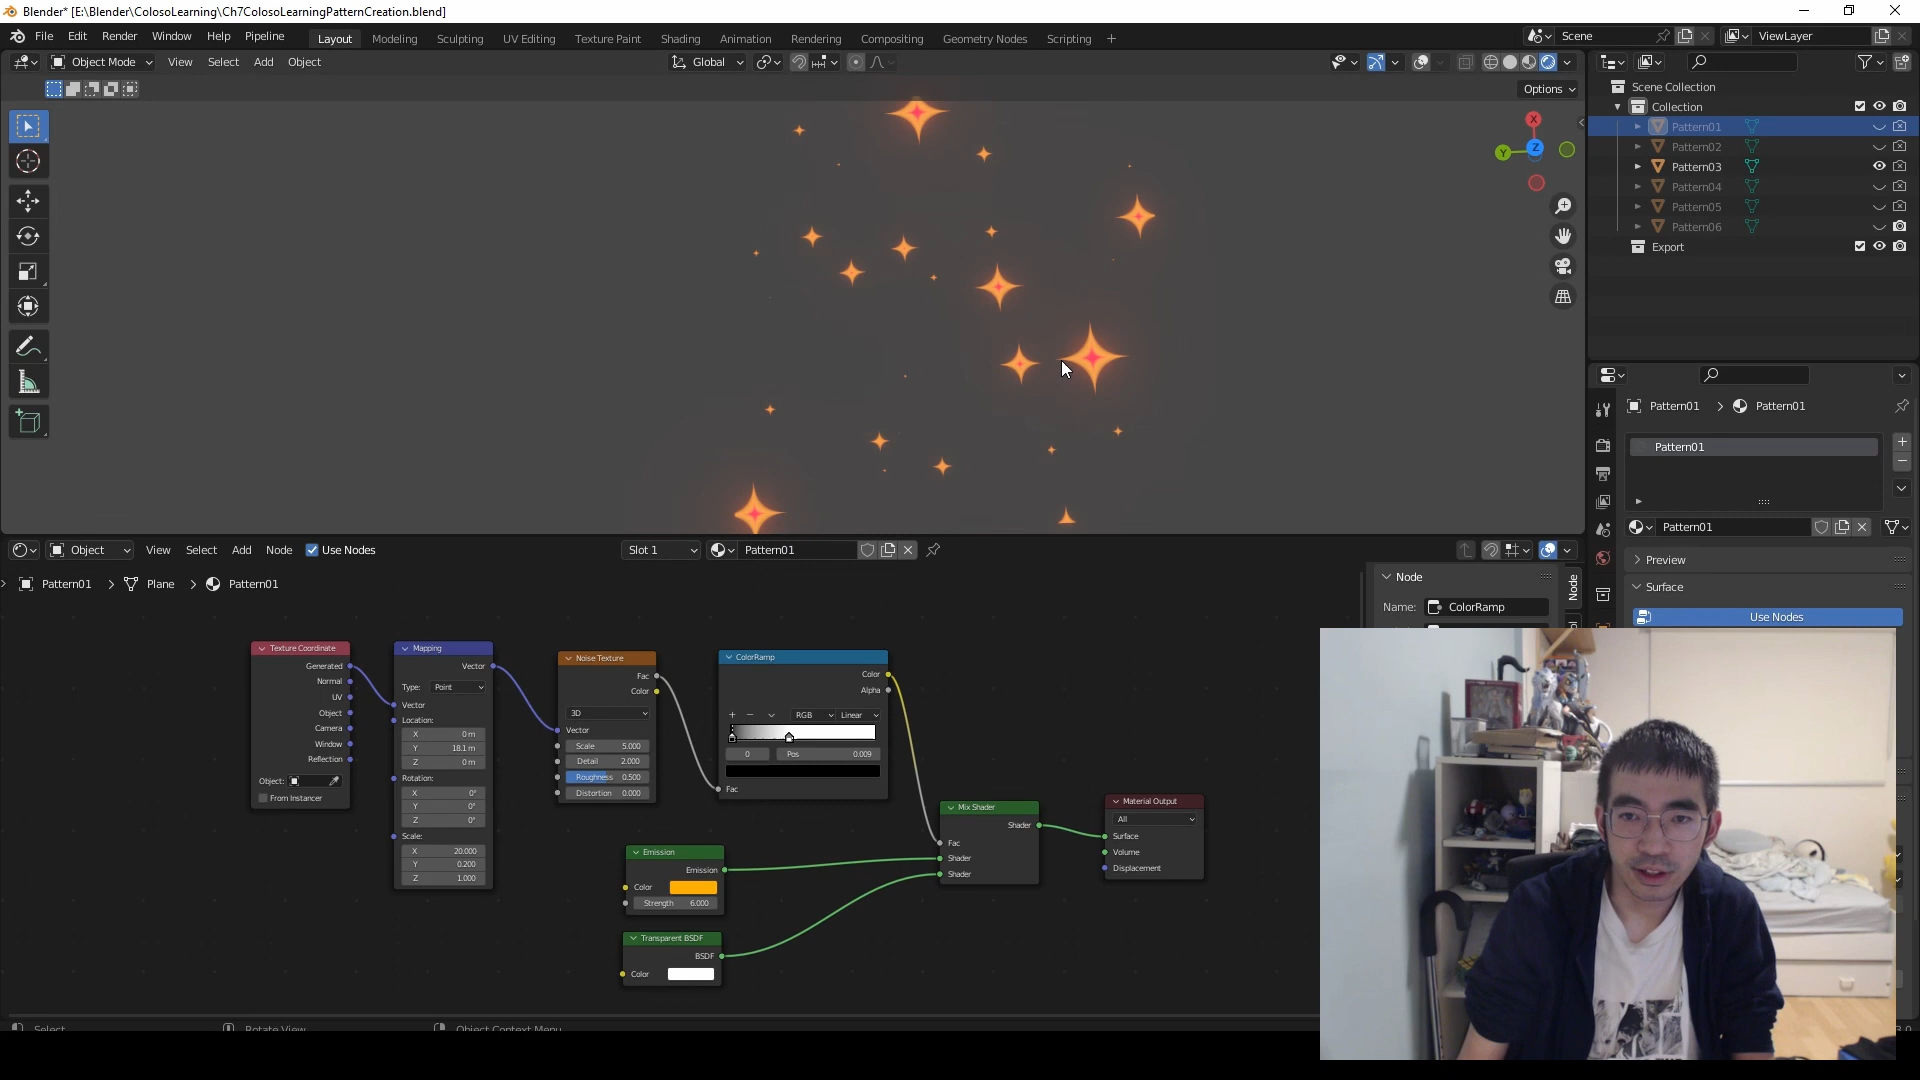 Blender* [E:\Blender\ColosoLearning\Ch7ColosoLearningPatternCreation.blend]
File Edit Render Window Help Pipeline Layout Modeling Sculpting UV Editing Texture Paint Shading Animation Rendering Compositing Geometry Nodes Scripting + Scene ViewLayer
Object Mode View Select Add Object Global
Options
Scene Collection
Collection
Pattern01
Pattern02
Pattern03
Pattern04
Pattern05
Pattern06
Export
X
Y
Z
Pattern01 > Pattern01
Pattern01
Pattern01
Preview
Surface
Use Nodes
Object View Select Add Node Use Nodes Slot 1 Pattern01
Pattern01 > Plane > Pattern01
Node
Name: ColorRamp
Node
Texture Coordinate
Generated
Normal
UV
Object
Camera
Window
Reflection
Object:
From Instancer
Mapping
Vector
Type: Point
Vector
Location:
X 0 m
Y 18.1 m
Z 0 m
Rotation:
X 0°
Y 0°
Z 0°
Scale:
X 20.000
Y 0.200
Z 1.000
Noise Texture
Fac
Color
3D
Vector
Scale 5.000
Detail 2.000
Roughness 0.500
Distortion 0.000
ColorRamp
Color
Alpha
+ − RGB Linear
0 Pos 0.009
Fac
Emission
Emission
Color
Strength 6.000
Transparent BSDF
BSDF
Color
Mix Shader
Shader
Fac
Shader
Shader
Material Output
All
Surface
Volume
Displacement
Select Rotate View Object Context Menu